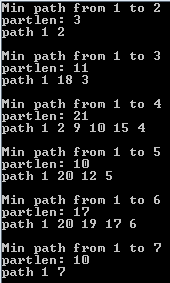 Min path from 1 to 2
partlen: 3
path 1 2
Min path from 1 to 3
partlen: 11
path 1 18 3
Min path from 1 to 4
partlen: 21
path 1 2 9 10 15 4
Min path from 1 to 5
partlen: 10
path 1 20 12 5
Min path from 1 to 6
partlen: 17
path 1 20 19 17 6
Min path from 1 to 7
partlen: 10
path 1 7